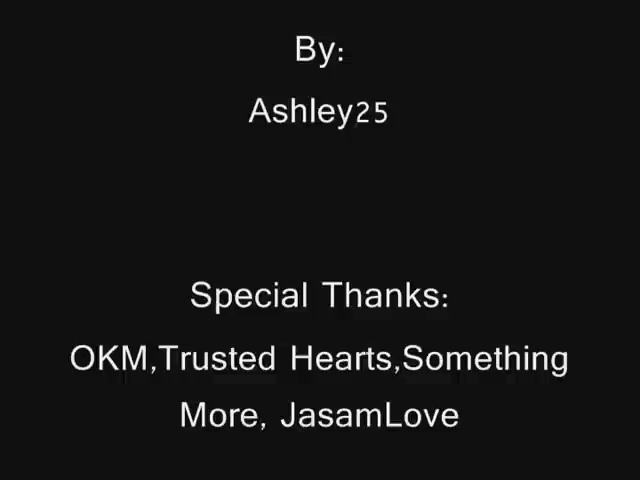 By:
Ashley25
Special Thanks:
OKM,Trusted Hearts,Something
More, JasamLove